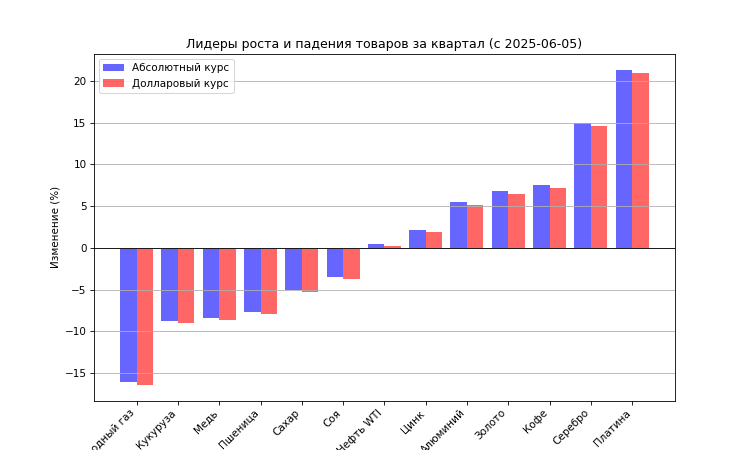 Лидеры роста и падения товаров за квартал (с 2025-06-05)
Абсолютный курс
Долларовый курс
Изменение (%)
20
15
10
5
0
−5
−10
−15
одный газ
Кукуруза
Медь
Пшеница
Сахар
Соя
Нефть WTI
Цинк
Алюминий
Золото
Кофе
Серебро
Платина